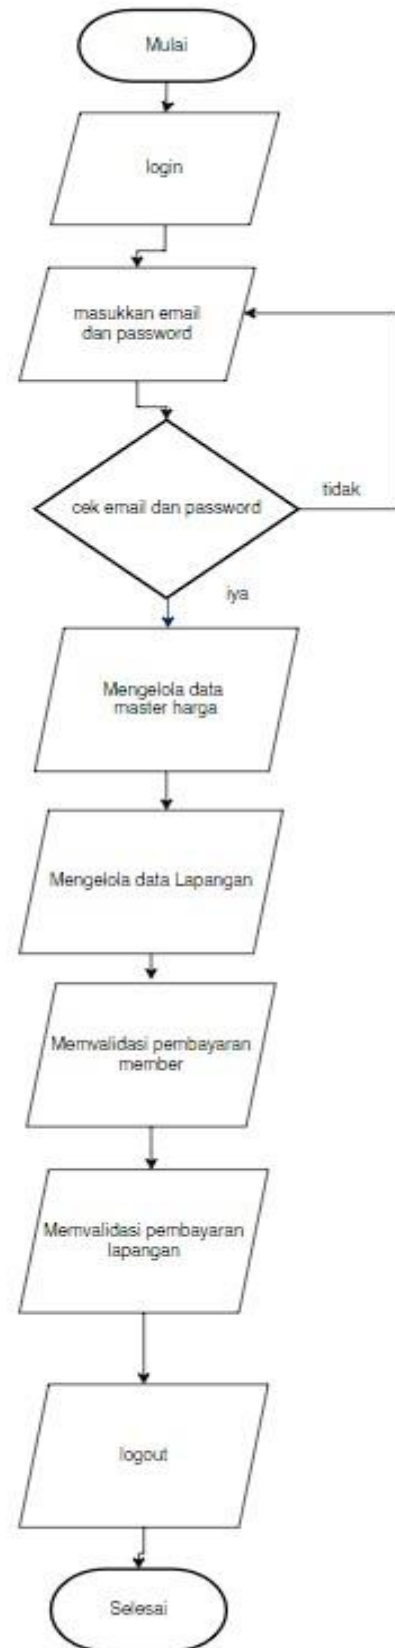 Mulai
login
masukkan email
dan password
cek email dan password
tidak
iya
Mengelola data
master harga
Mengelola data Lapangan
Memvalidasi pembayaran
member
Memvalidasi pembayaran
lapangan
logout
Selesai